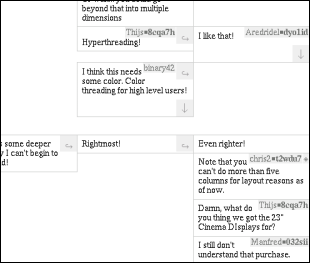 beyond that into multiple
dimensions
Thijs■8cqa7h
Hyperthreading!
Aredridel■dyo1id
I like that!
binary42
I think this needs
some color. Color
threading for high level users!
s some deeper
y I can't begin to
d!
Rightmost!
Even righter!
chris2■t2wdu7
Note that you
can't do more than five
columns for layout reasons as
of now.
Thijs■8cqa7h
Damn, what do
you thing we got the 23"
Cinema DIsplays for?
Manfred■032sii
I still don't
understand that purchase.